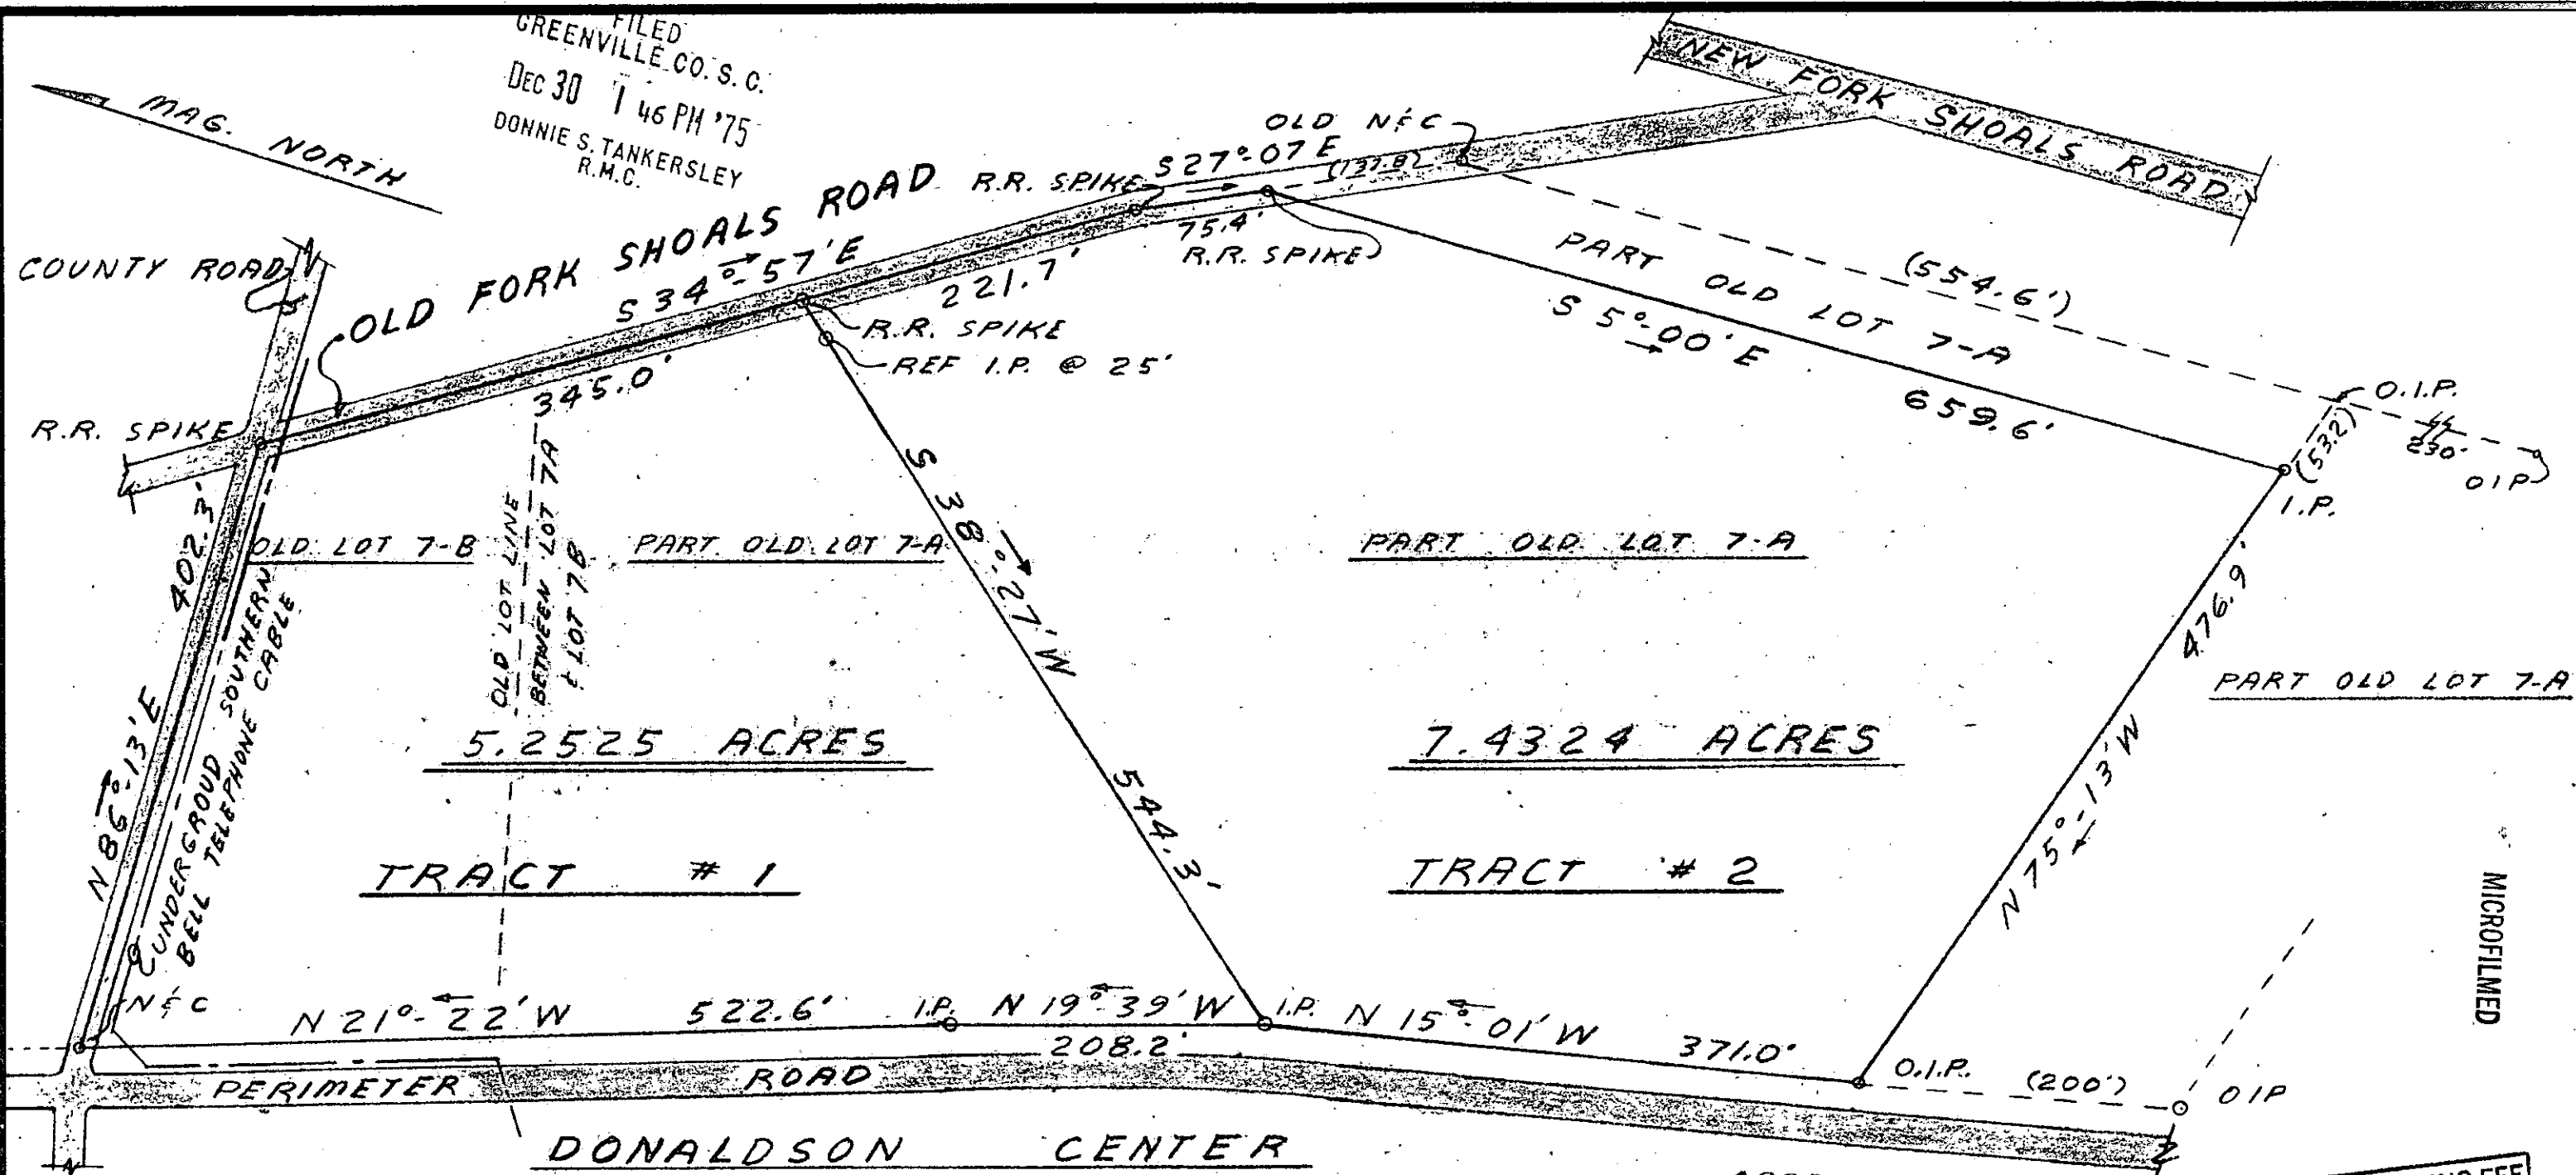 FILED
GREENVILLE CO. S. C.
DEC 30 1 46 PM '75
DONNIE S. TANKERSLEY
R.M.C.
MAG. NORTH
NEW FORK SHOALS ROAD
OLD N&C
S27°-07 E
(137.8)
R.R. SPIKE
75.4'
R.R. SPIKE
COUNTY ROAD
OLD FORK SHOALS ROAD
S 34°-57' E
221.7'
345.0'
R.R. SPIKE
REF I.P. @ 25'
R.R. SPIKE
(554.6')
PART OLD LOT 7-A
S 5°-00' E
659.6'
O.I.P.
(53.2)
230-
OIP
I.P.
402.3'
N 86°-13' E
UNDERGROUD SOUTHERN
BELL TELEPHONE CABLE
OLD LOT 7-B
OLD LOT LINE
BETWEEN LOT 7A
& LOT 7B
PART OLD LOT 7-A
S 38°-27' W
544.3'
PART OLD LOT 7-A
476.9'
N 75°-13' W
PART OLD LOT 7-A
5.2525 ACRES
7.4324 ACRES
TRACT # 1
TRACT # 2
MICROFILMED
N&C
N 21°-22' W 522.6'
I.P.
N 19°-39' W
208.2'
I.P.
N 15°-01' W 371.0'
O.I.P.
(200')
OIP
PERIMETER ROAD
DONALDSON CENTER